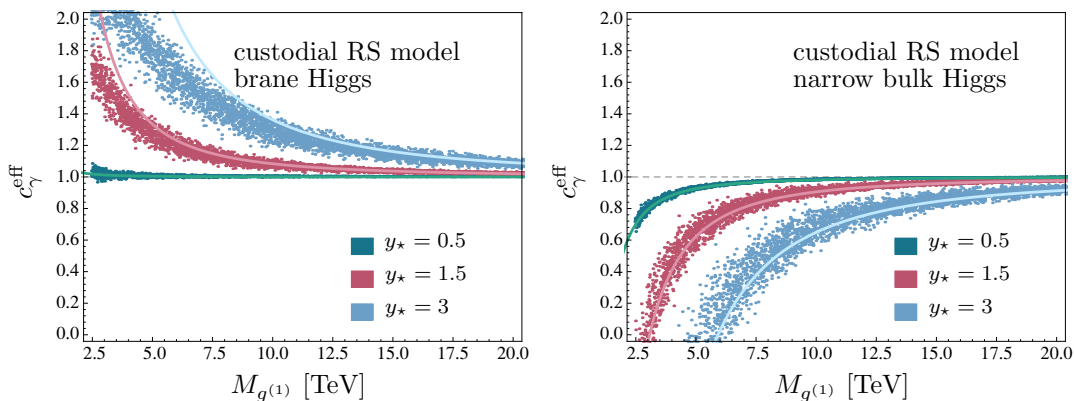 custodial RS model
brane Higgs
c_γ^eff
2.0
1.8
1.6
1.4
1.2
1.0
0.8
0.6
0.4
0.2
0.0
y⋆ = 0.5
y⋆ = 1.5
y⋆ = 3
2.5 5.0 7.5 10.0 12.5 15.0 17.5 20.0
M_g(1) [TeV]
custodial RS model
narrow bulk Higgs
c_γ^eff
2.0
1.8
1.6
1.4
1.2
1.0
0.8
0.6
0.4
0.2
0.0
y⋆ = 0.5
y⋆ = 1.5
y⋆ = 3
2.5 5.0 7.5 10.0 12.5 15.0 17.5 20.0
M_g(1) [TeV]